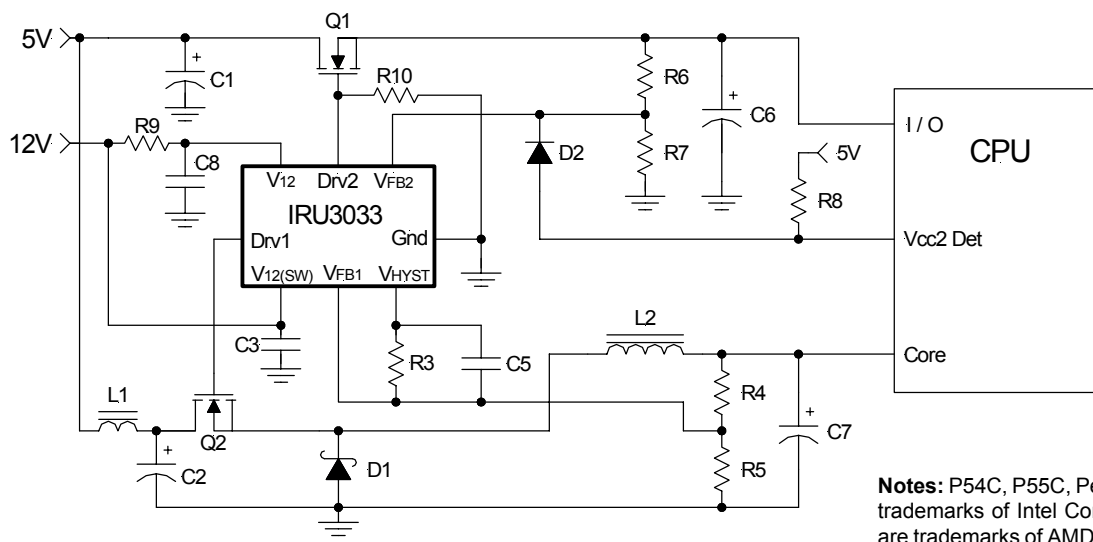 Q1
5V
+
C1
R10
R6
+
C6
I / O
CPU
12V
R9
C8
D2
R7
5V
V12
Drv2
VFB2
R8
IRU3033
Drv1
Gnd
Vcc2 Det
V12(SW)
VFB1
VHYST
L2
C3
R3
C5
Core
L1
R4
+
C7
Q2
+
C2
D1
R5
Notes: P54C, P55C, Pe
trademarks of Intel Cor
are trademarks of AMD